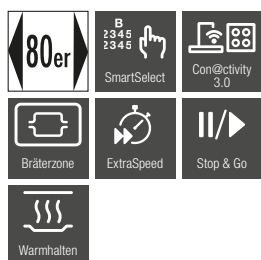 80er
B
2345
2345
SmartSelect
Con@ctivity
3.0
Bräterzone
ExtraSpeed
Stop & Go
Warmhalten